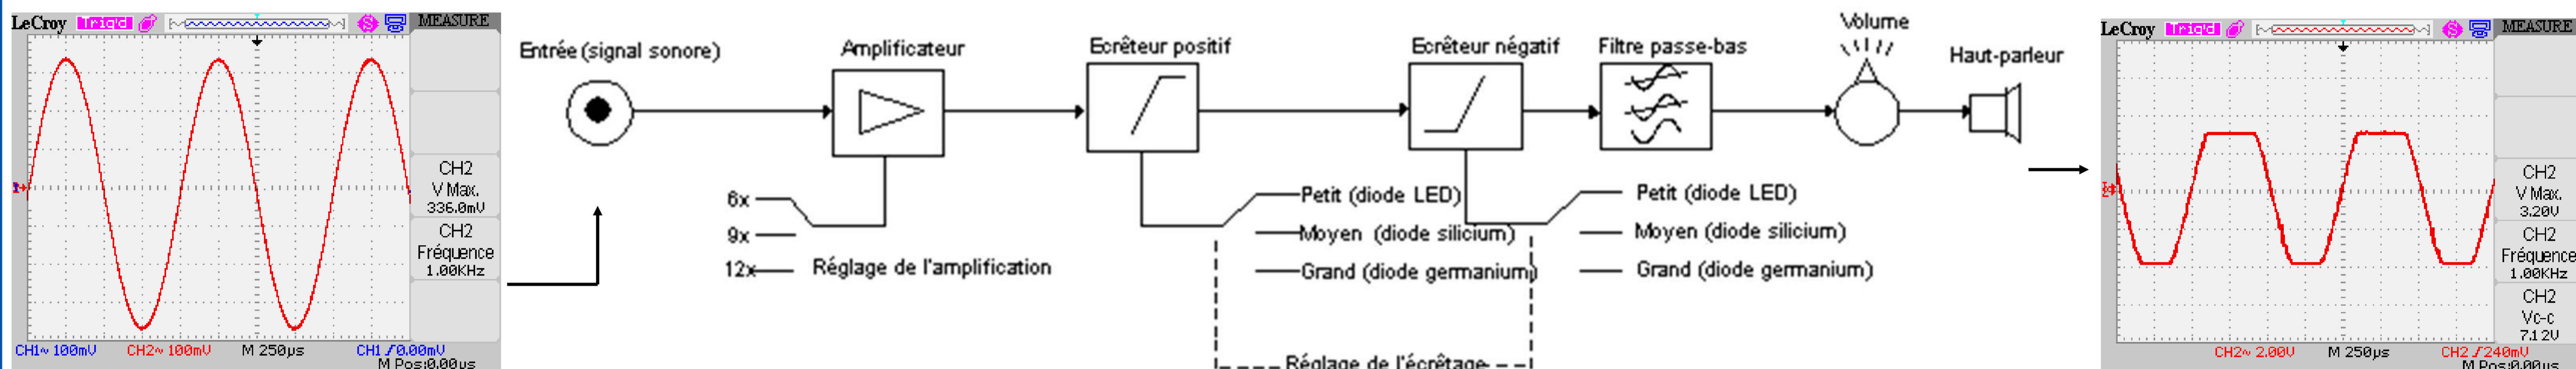 LeCroy Trig'd MEASURE
CH2
V Max.
336.0mV
CH2
Fréquence
1.00KHz
CH1~ 100mV CH2~ 100mV M 250µs CH1 /0.00mV
M Pos:0.00µs
Entrée (signal sonore)
Amplificateur
6x
9x
12x
Réglage de l'amplification
Ecrêteur positif
Petit (diode LED)
Moyen (diode silicium)
Grand (diode germanium)
Réglage de l'écrêtage
Ecrêteur négatif
Petit (diode LED)
Moyen (diode silicium)
Grand (diode germanium)
Filtre passe-bas
Volume
Haut-parleur
LeCroy Trig'd MEASURE
CH2
V Max.
3.20V
CH2
Fréquence
1.00KHz
CH2
Vc-c
7.12V
CH2~ 2.00V M 250µs CH2 /240mV
M Pos:0.00µs